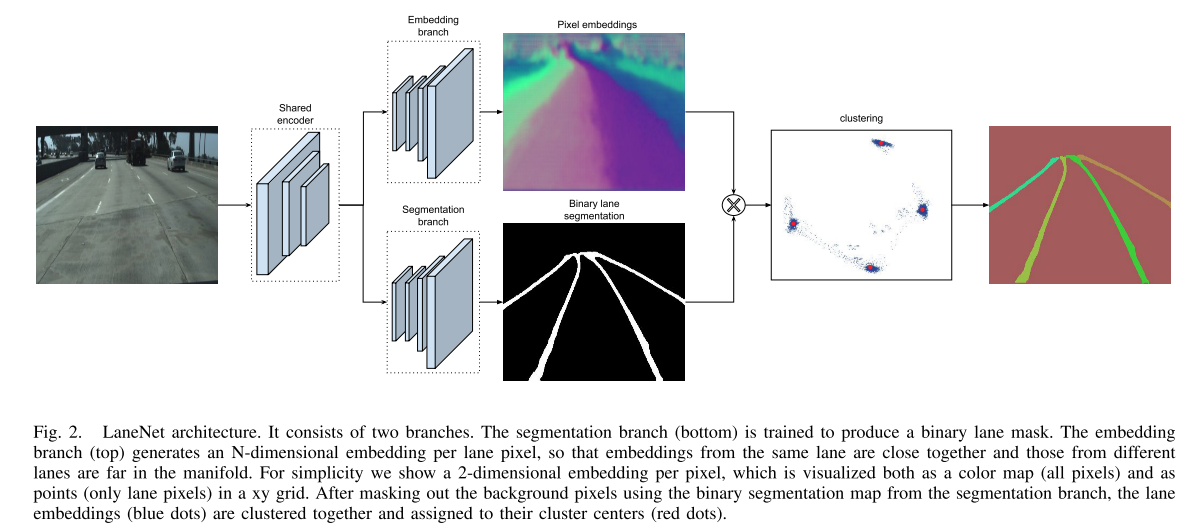 Embedding
branch
Pixel embeddings
Shared
encoder
clustering
Segmentation
branch
Binary lane
segmentation
Fig. 2. LaneNet architecture. It consists of two branches. The segmentation branch (bottom) is trained to produce a binary lane mask. The embedding
branch (top) generates an N-dimensional embedding per lane pixel, so that embeddings from the same lane are close together and those from different
lanes are far in the manifold. For simplicity we show a 2-dimensional embedding per pixel, which is visualized both as a color map (all pixels) and as
points (only lane pixels) in a xy grid. After masking out the background pixels using the binary segmentation map from the segmentation branch, the lane
embeddings (blue dots) are clustered together and assigned to their cluster centers (red dots).